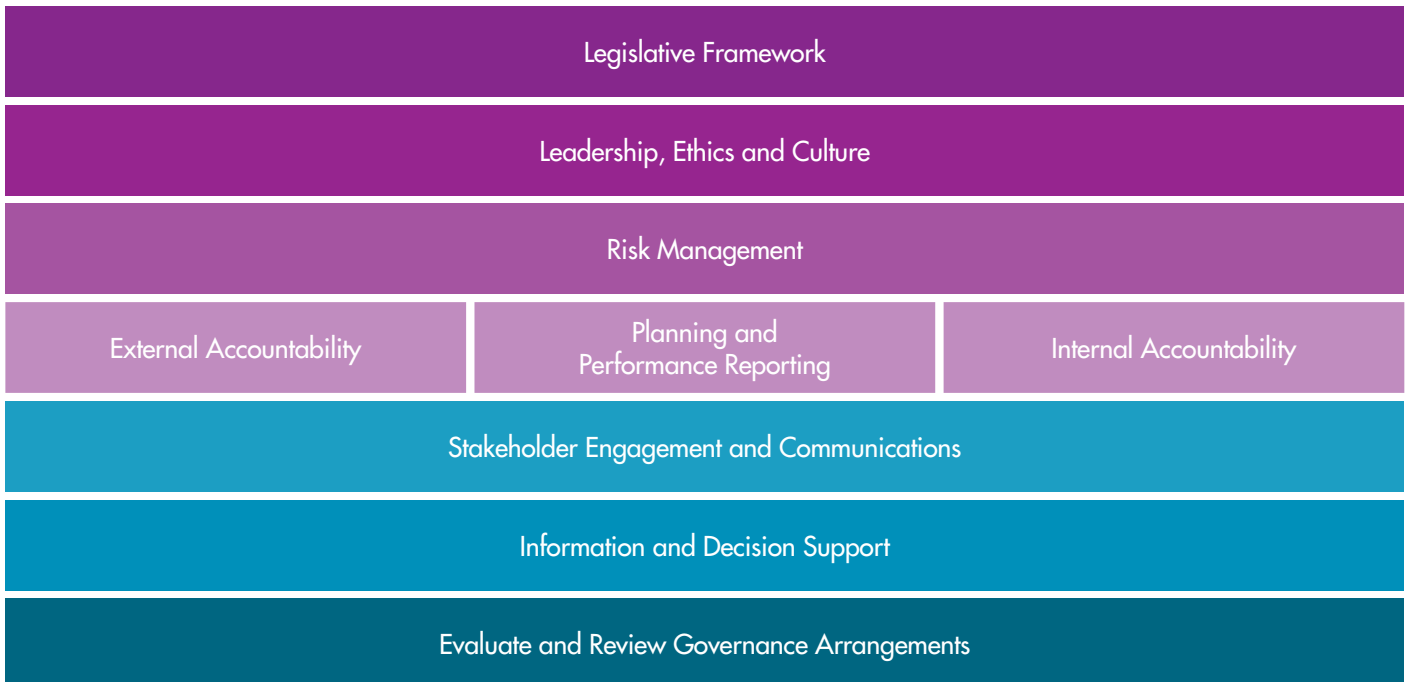 Legislative Framework
Leadership, Ethics and Culture
Risk Management
External Accountability
Planning and
Performance Reporting
Internal Accountability
Stakeholder Engagement and Communications
Information and Decision Support
Evaluate and Review Governance Arrangements